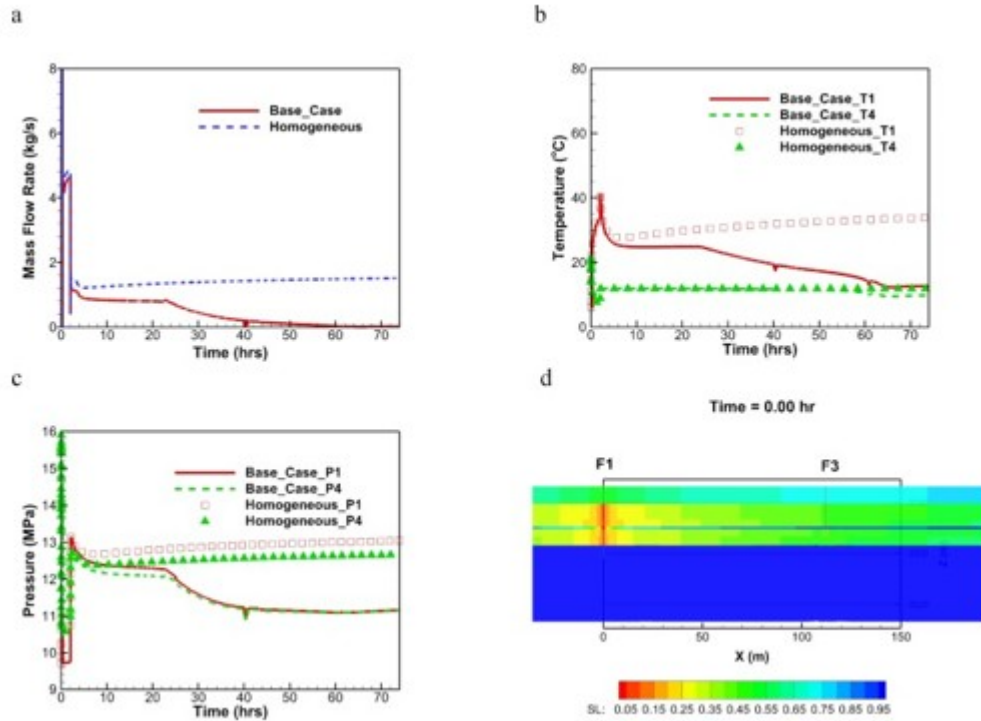 a
8
6
4
2
0
Mass Flow Rate (kg/s)
Base_Case
Homogeneous
0 10 20 30 40 50 60 70
Time (hrs)
b
80
60
40
20
0
Temperature (°C)
Base_Case_T1
Base_Case_T4
Homogeneous_T1
Homogeneous_T4
0 10 20 30 40 50 60 70
Time (hrs)
c
16
15
14
13
12
11
10
9
Pressure (MPa)
Base_Case_P1
Base_Case_P4
Homogeneous_P1
Homogeneous_P4
0 10 20 30 40 50 60 70
Time (hrs)
d
Time = 0.00 hr
F1 F3
0 50 100 150
X (m)
SL: 0.05 0.15 0.25 0.35 0.45 0.55 0.65 0.75 0.85 0.95